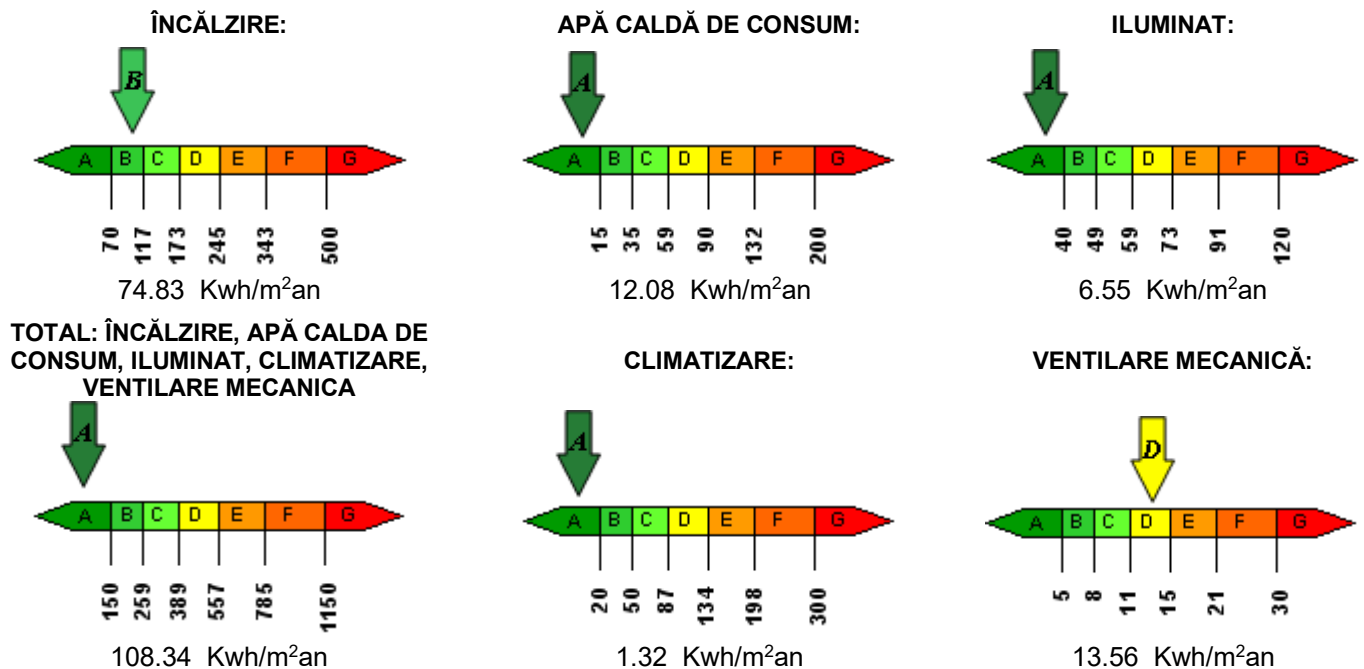 ÎNCĂLZIRE:
B
A B C D E F G
70 117 173 245 343 500
74.83 Kwh/m²an
APĂ CALDĂ DE CONSUM:
A
A B C D E F G
15 35 59 90 132 200
12.08 Kwh/m²an
ILUMINAT:
A
A B C D E F G
40 49 59 73 91 120
6.55 Kwh/m²an
TOTAL: ÎNCĂLZIRE, APĂ CALDA DE
CONSUM, ILUMINAT, CLIMATIZARE,
VENTILARE MECANICA
A
A B C D E F G
150 259 389 557 785 1150
108.34 Kwh/m²an
CLIMATIZARE:
A
A B C D E F G
20 50 87 134 198 300
1.32 Kwh/m²an
VENTILARE MECANICĂ:
D
A B C D E F G
5 8 11 15 21 30
13.56 Kwh/m²an